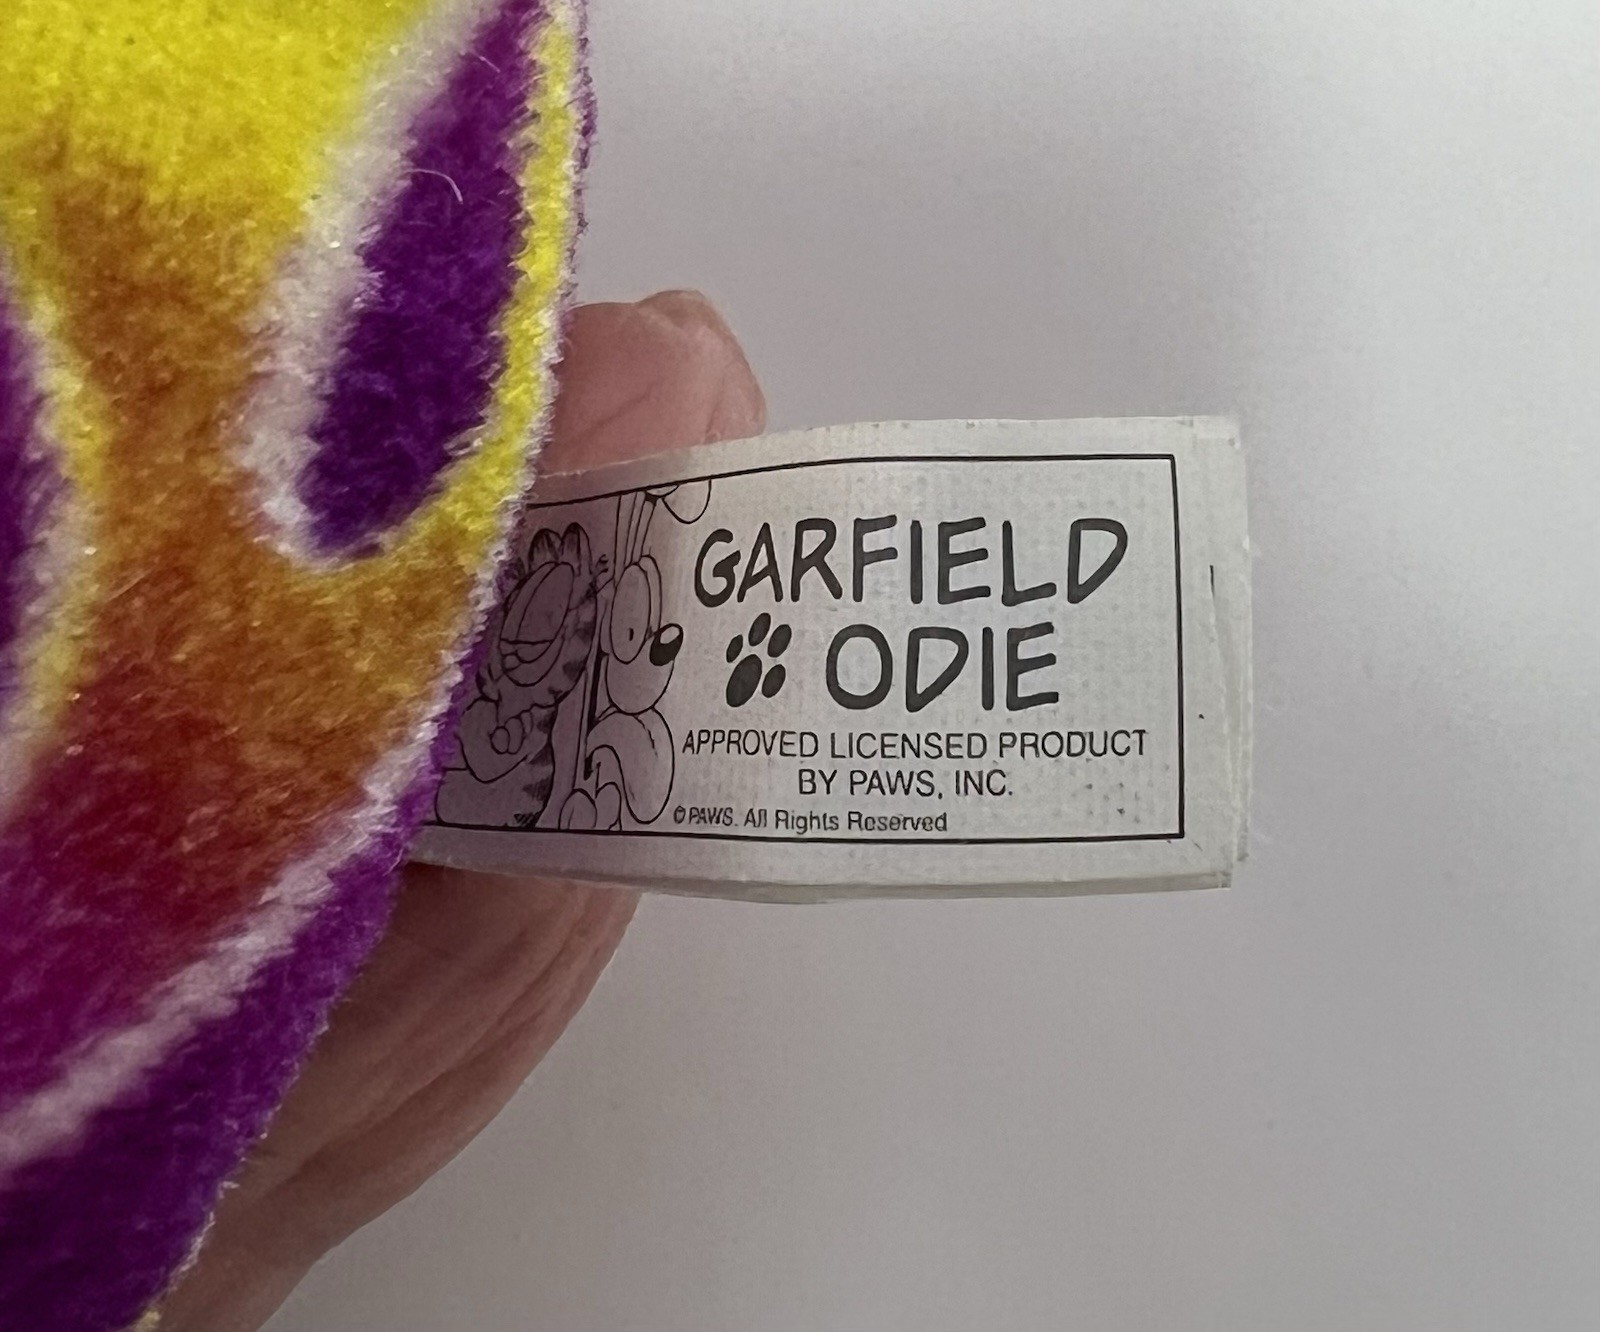 GARFIELD
ODIE
APPROVED LICENSED PRODUCT
BY PAWS, INC.
© PAWS. All Rights Reserved